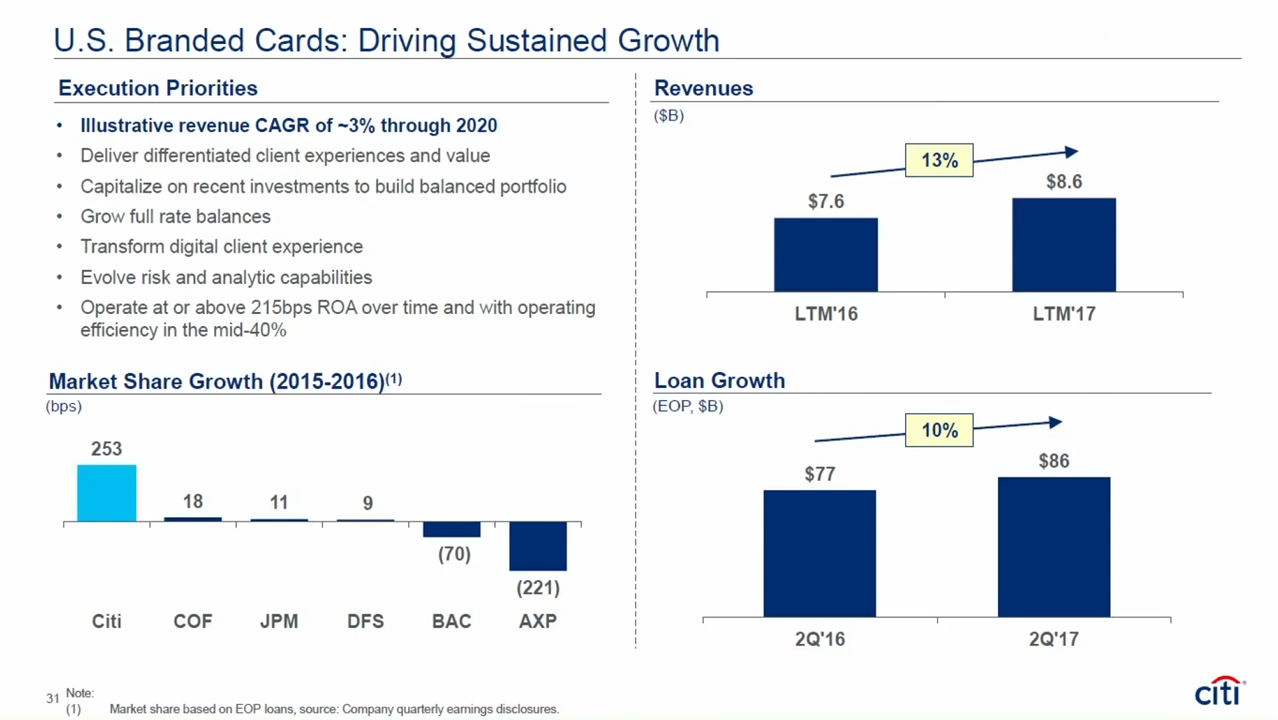 U.S. Branded Cards: Driving Sustained Growth
Execution Priorities
• Illustrative revenue CAGR of ~3% through 2020
• Deliver differentiated client experiences and value
• Capitalize on recent investments to build balanced portfolio
• Grow full rate balances
• Transform digital client experience
• Evolve risk and analytic capabilities
• Operate at or above 215bps ROA over time and with operating
efficiency in the mid-40%
Market Share Growth (2015-2016)(1)
(bps)
253
18
11
9
(70)
(221)
Citi COF JPM DFS BAC AXP
Revenues
($B)
13%
$7.6
$8.6
LTM'16 LTM'17
Loan Growth
(EOP, $B)
10%
$77
$86
2Q'16 2Q'17
31 Note:
(1) Market share based on EOP loans, source: Company quarterly earnings disclosures.
citi